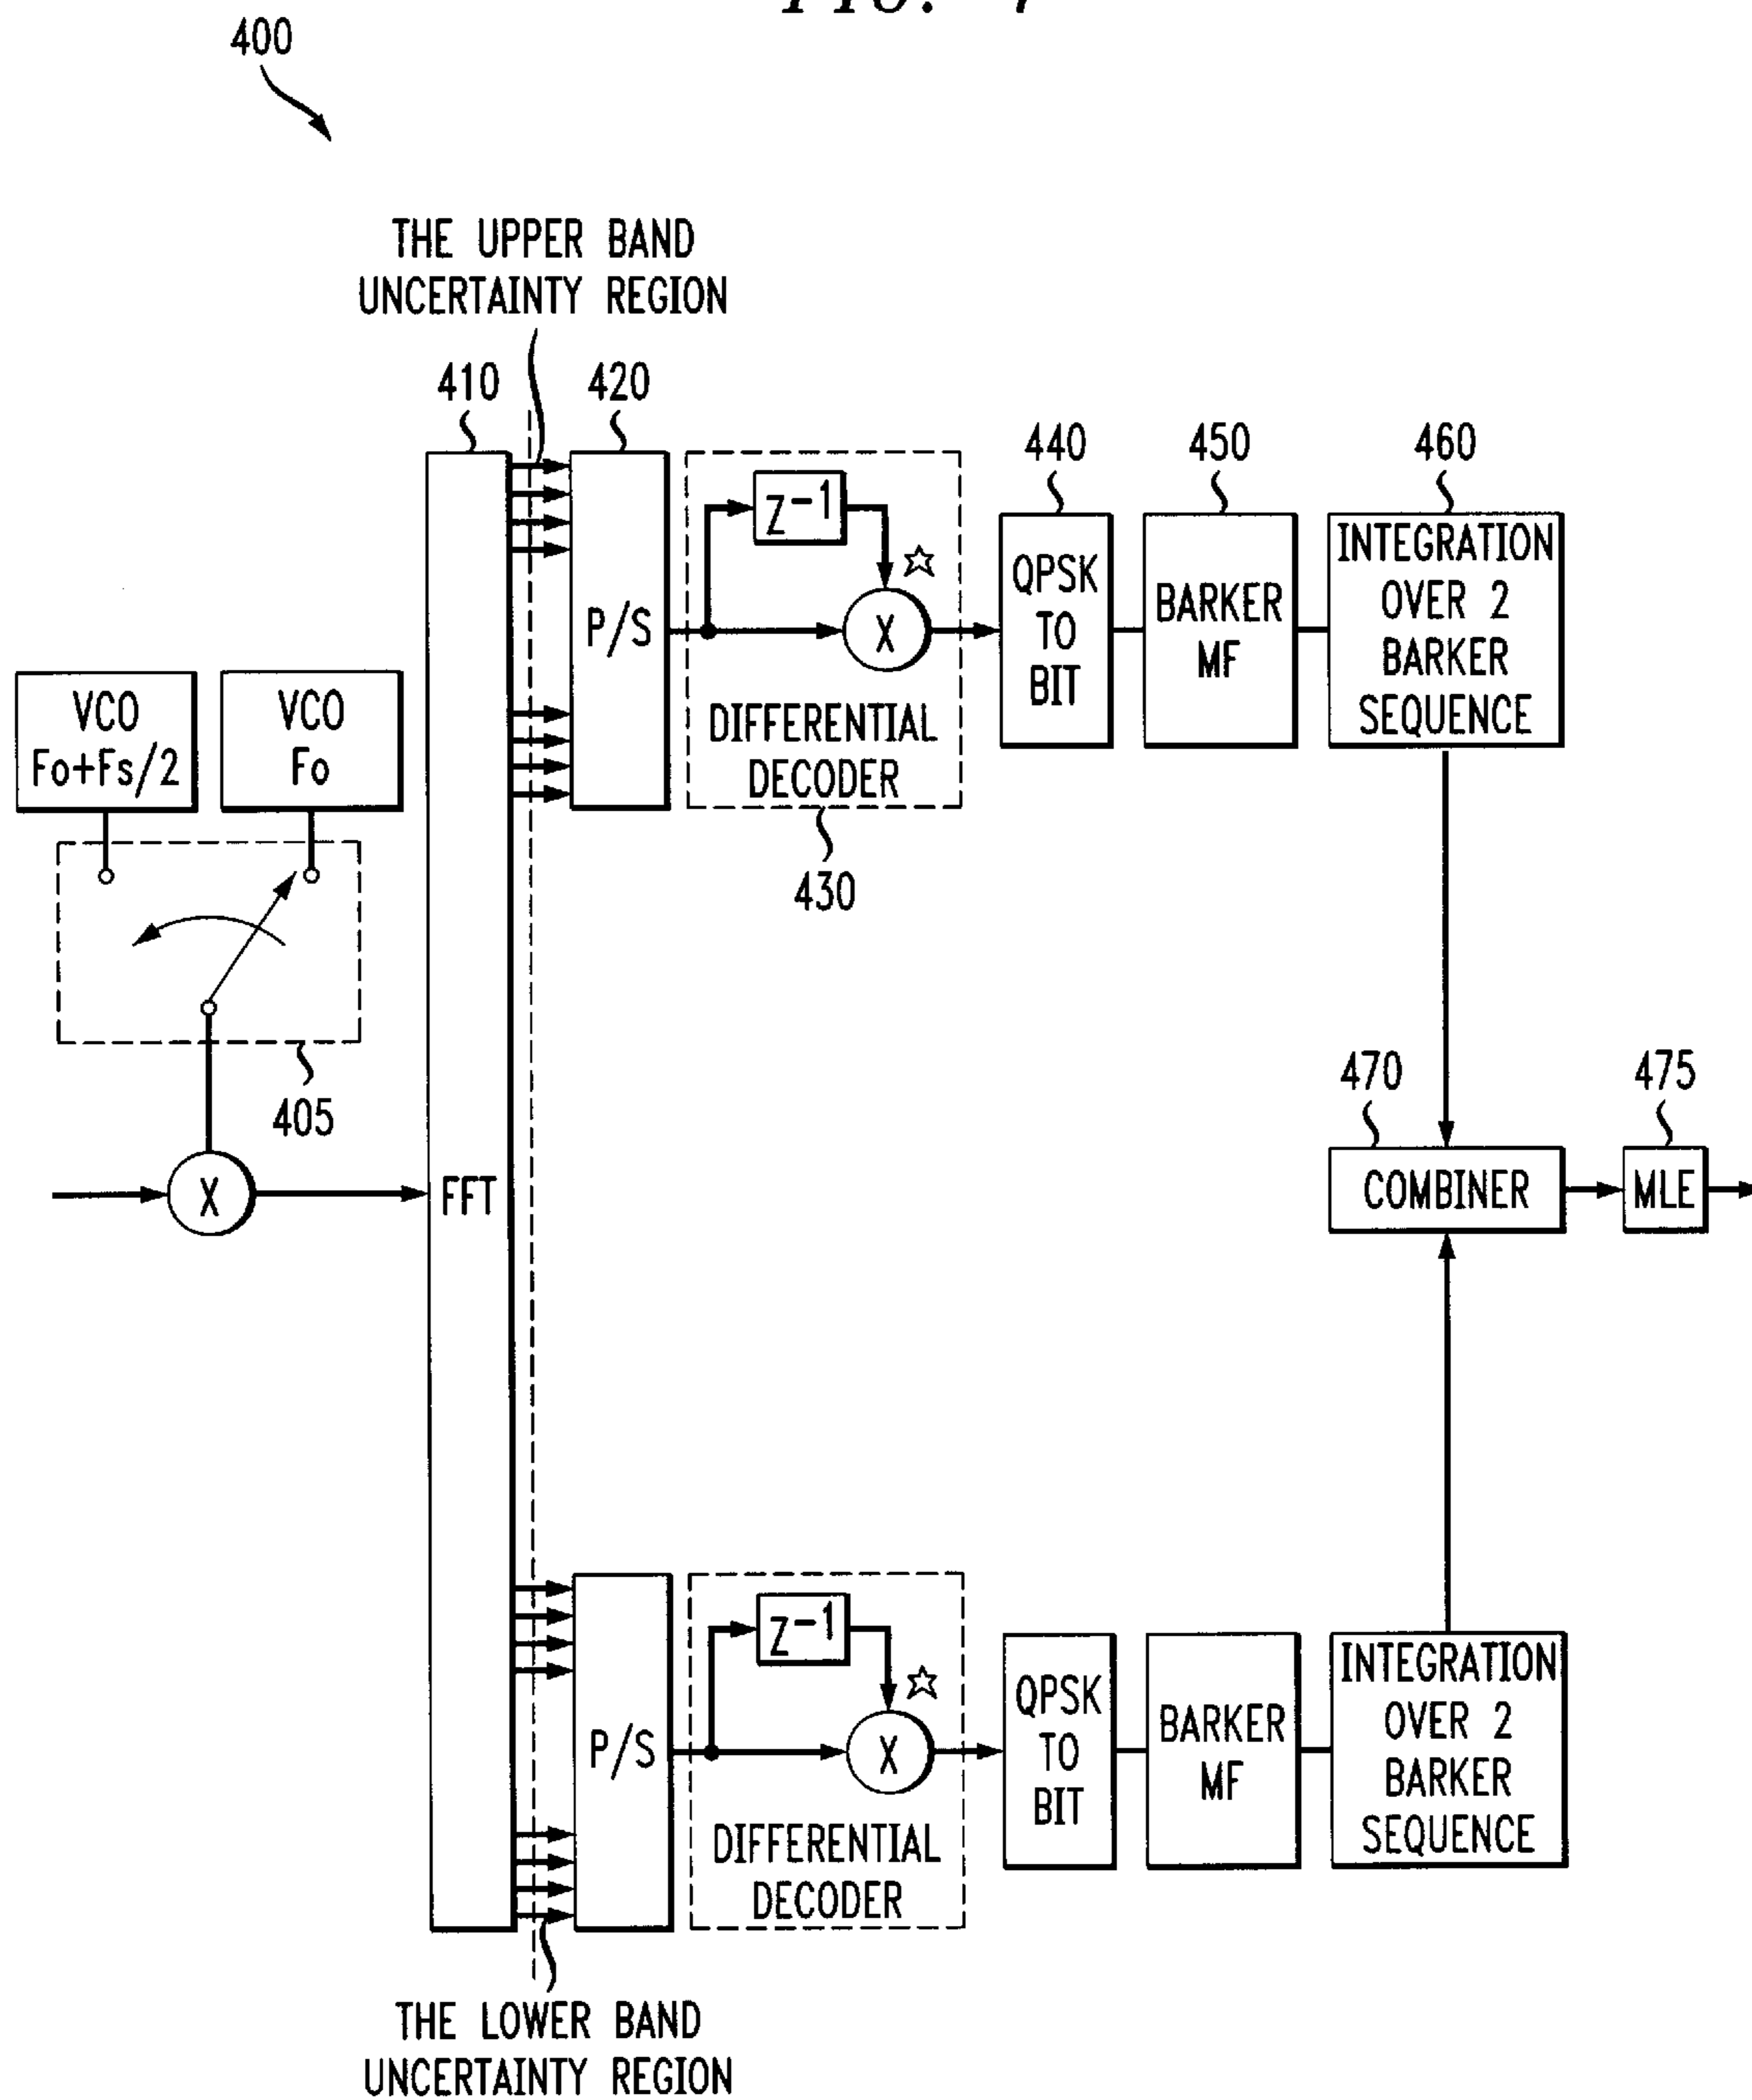 FIG. 4
400
THE UPPER BAND
UNCERTAINTY REGION
410
420
440
450
460
Z-1
☆
P/S
X
DIFFERENTIAL
DECODER
430
QPSK
TO
BIT
BARKER
MF
INTEGRATION
OVER 2
BARKER
SEQUENCE
VCO
Fo+Fs/2
VCO
Fo
405
X
FFT
470
475
COMBINER
MLE
P/S
Z-1
☆
X
DIFFERENTIAL
DECODER
QPSK
TO
BIT
BARKER
MF
INTEGRATION
OVER 2
BARKER
SEQUENCE
THE LOWER BAND
UNCERTAINTY REGION